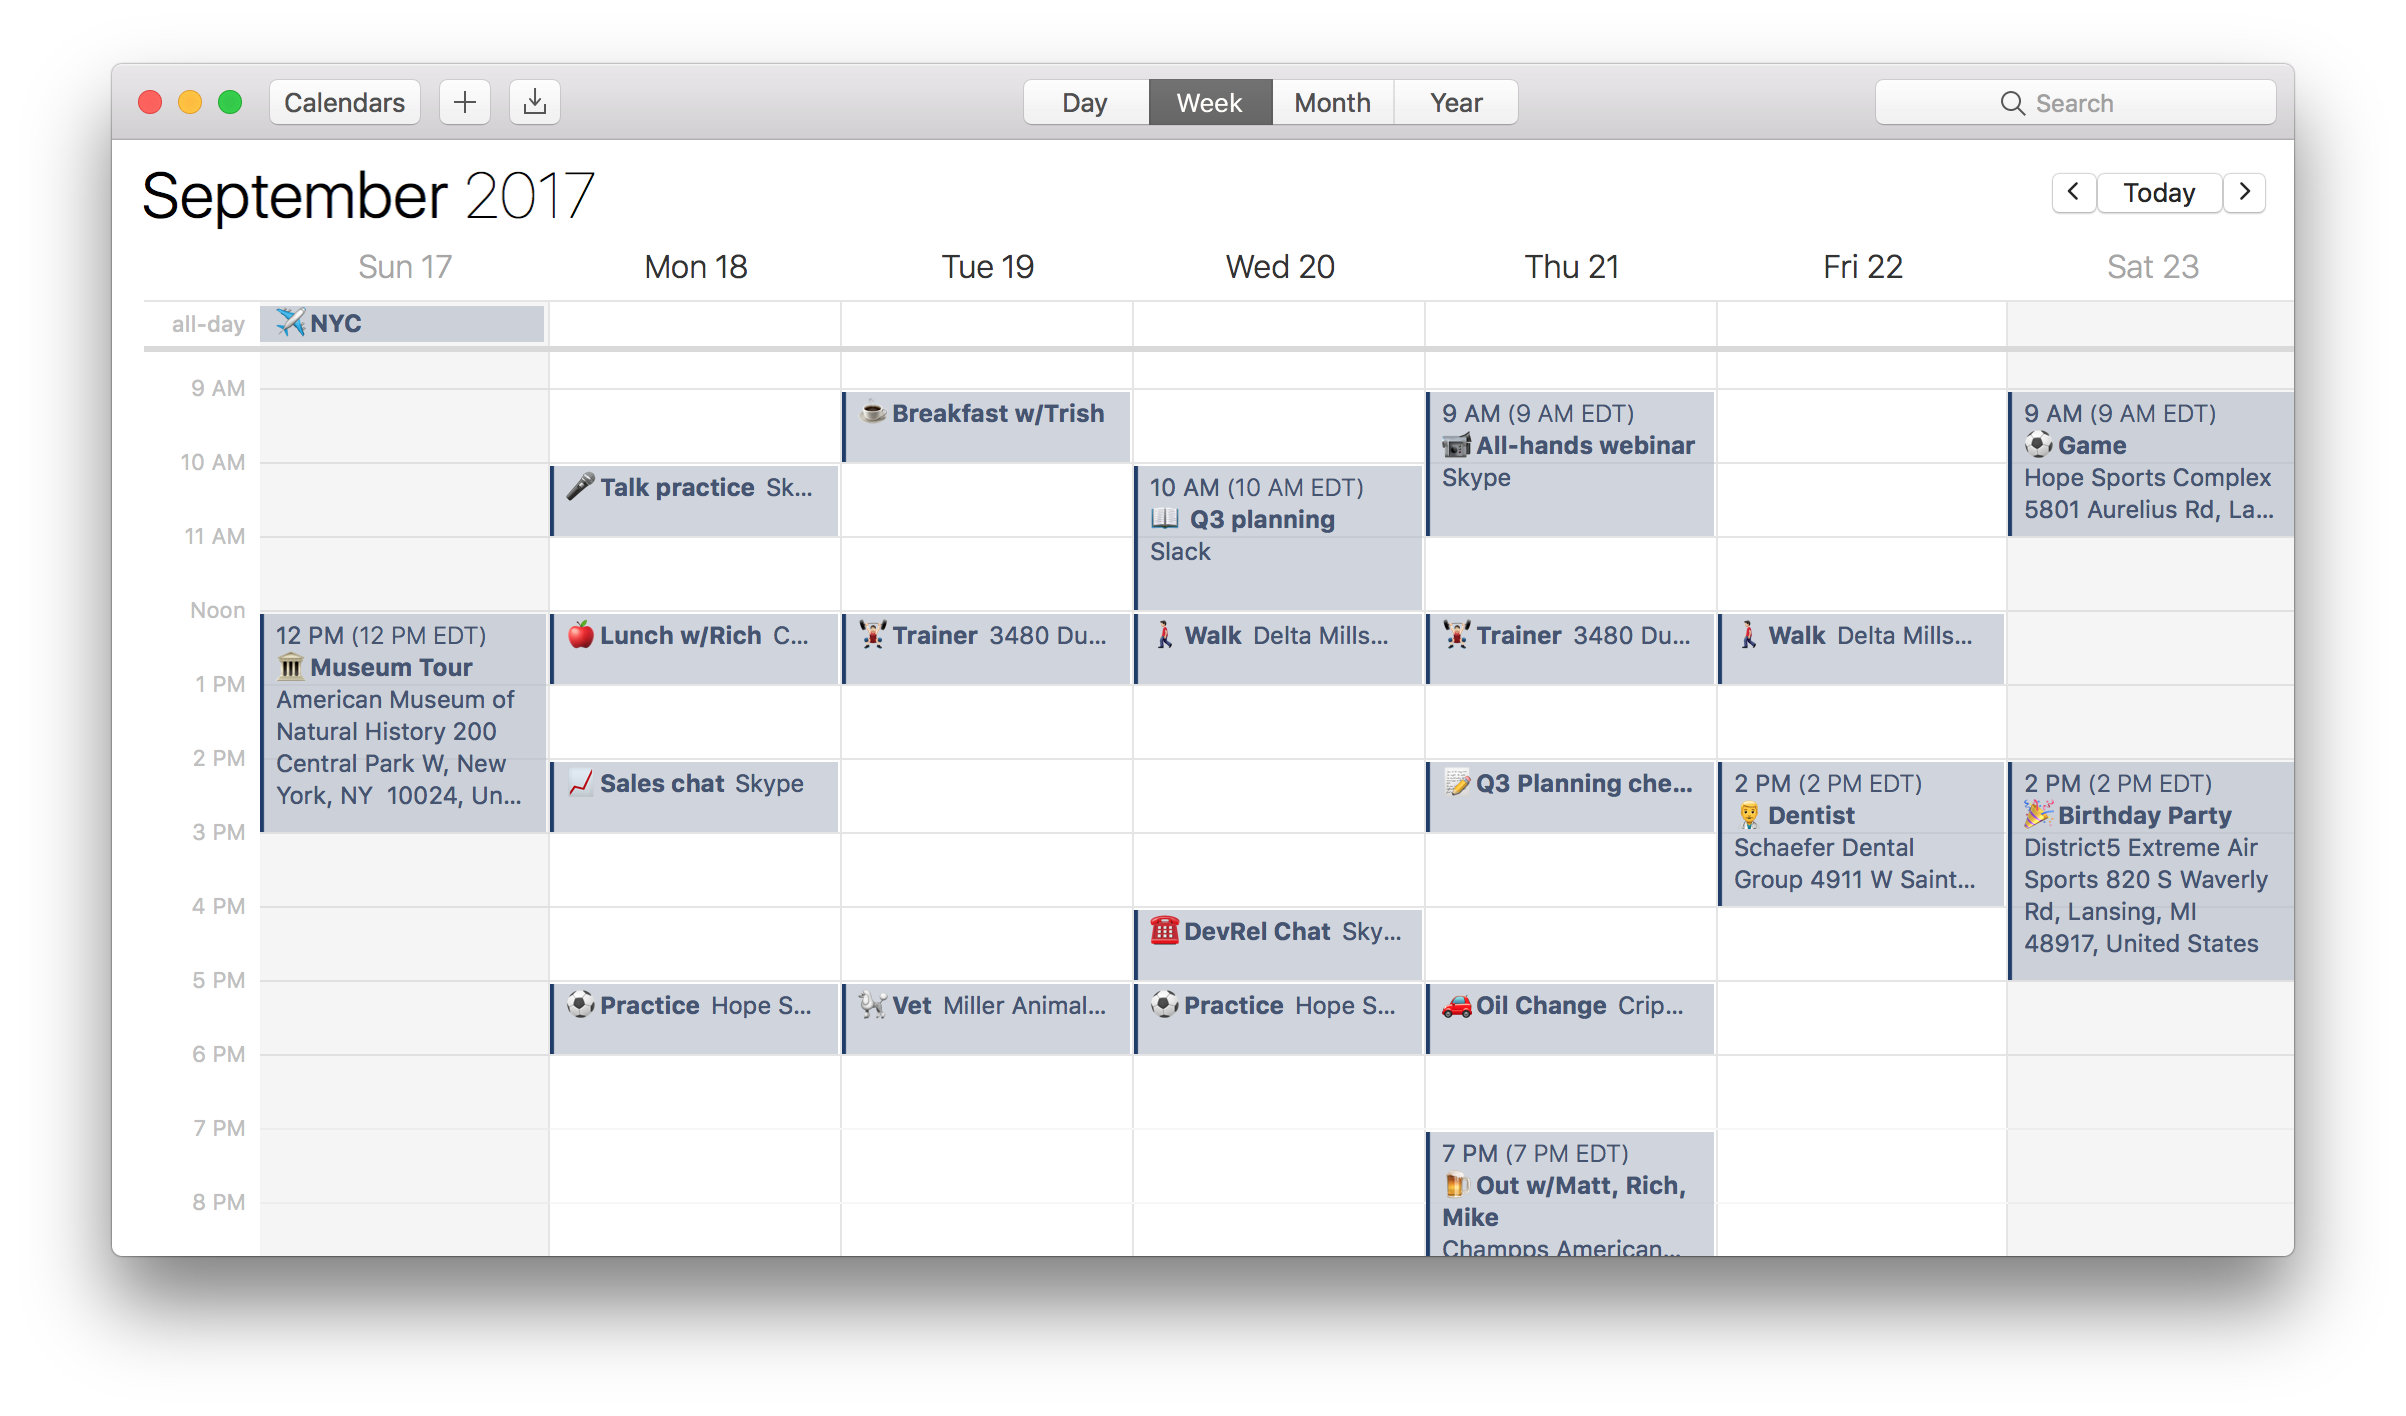 Calendars
Day Week Month Year
Search
September 2017
Today
Sun 17 Mon 18 Tue 19 Wed 20 Thu 21 Fri 22 Sat 23
all-day
NYC
9 AM
10 AM
11 AM
Noon
1 PM
2 PM
3 PM
4 PM
5 PM
6 PM
7 PM
8 PM
12 PM (12 PM EDT)
Museum Tour
American Museum of
Natural History 200
Central Park W, New
York, NY 10024, Un...
Talk practice Sk...
Lunch w/Rich C...
Sales chat Skype
Practice Hope S...
Breakfast w/Trish
Trainer 3480 Du...
Vet Miller Animal...
10 AM (10 AM EDT)
Q3 planning
Slack
Walk Delta Mills...
DevRel Chat Sky...
Practice Hope S...
9 AM (9 AM EDT)
All-hands webinar
Skype
Trainer 3480 Du...
Q3 Planning che...
Oil Change Crip...
7 PM (7 PM EDT)
Out w/Matt, Rich,
Mike
Champps American...
Walk Delta Mills...
2 PM (2 PM EDT)
Dentist
Schaefer Dental
Group 4911 W Saint...
9 AM (9 AM EDT)
Game
Hope Sports Complex
5801 Aurelius Rd, La...
2 PM (2 PM EDT)
Birthday Party
District5 Extreme Air
Sports 820 S Waverly
Rd, Lansing, MI
48917, United States